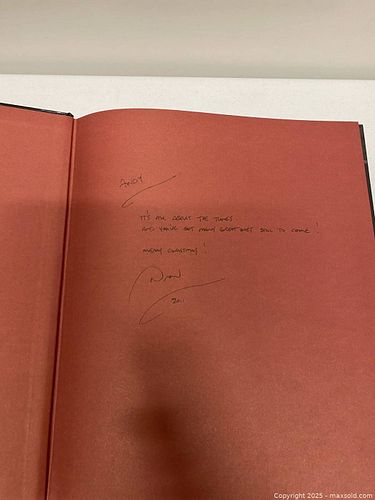 ANDY
IT'S ALL ABOUT THE TUNES.
AND YOU'VE GOT MANY GREAT ONES STILL TO COME!
MERRY CHRISTMAS!
2011
Copyright © 2025 - maxsold.com